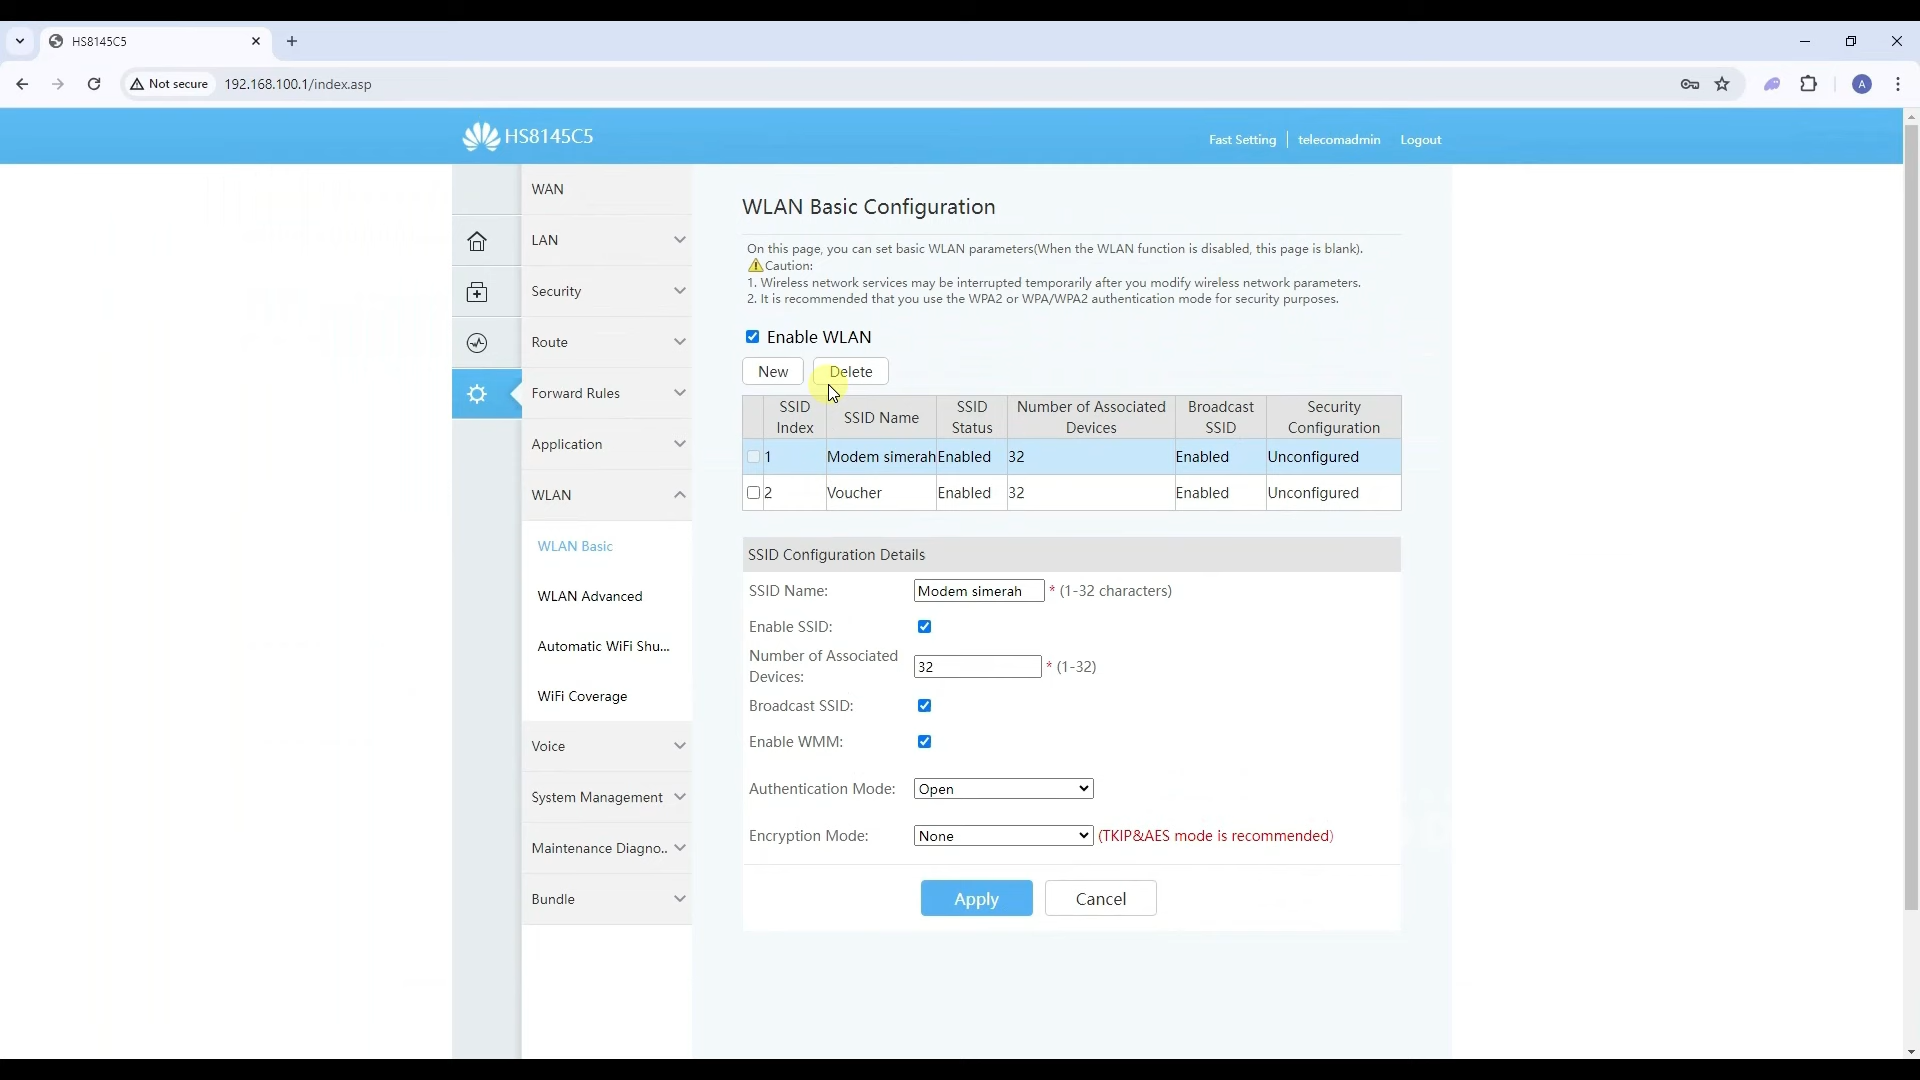 HS8145C5
Not secure
192.168.100.1/index.asp
A
HS8145C5
Fast Setting
telecomadmin
Logout
WAN
LAN
Security
Route
Forward Rules
Application
WLAN
WLAN Basic
WLAN Advanced
Automatic WiFi Shu...
WiFi Coverage
Voice
System Management
Maintenance Diagno..
Bundle
WLAN Basic Configuration
On this page, you can set basic WLAN parameters(When the WLAN function is disabled, this page is blank).
Caution:
1. Wireless network services may be interrupted temporarily after you modify wireless network parameters.
2. It is recommended that you use the WPA2 or WPA/WPA2 authentication mode for security purposes.
Enable WLAN
New Delete
SSID Index SSID Name SSID Status Number of Associated Devices Broadcast SSID Security Configuration
1 Modem simerah Enabled 32 Enabled Unconfigured
2 Voucher Enabled 32 Enabled Unconfigured
SSID Configuration Details
SSID Name: Modem simerah * (1-32 characters)
Enable SSID:
Number of Associated Devices: 32 * (1-32)
Broadcast SSID:
Enable WMM:
Authentication Mode: Open
Encryption Mode: None (TKIP&AES mode is recommended)
Apply Cancel